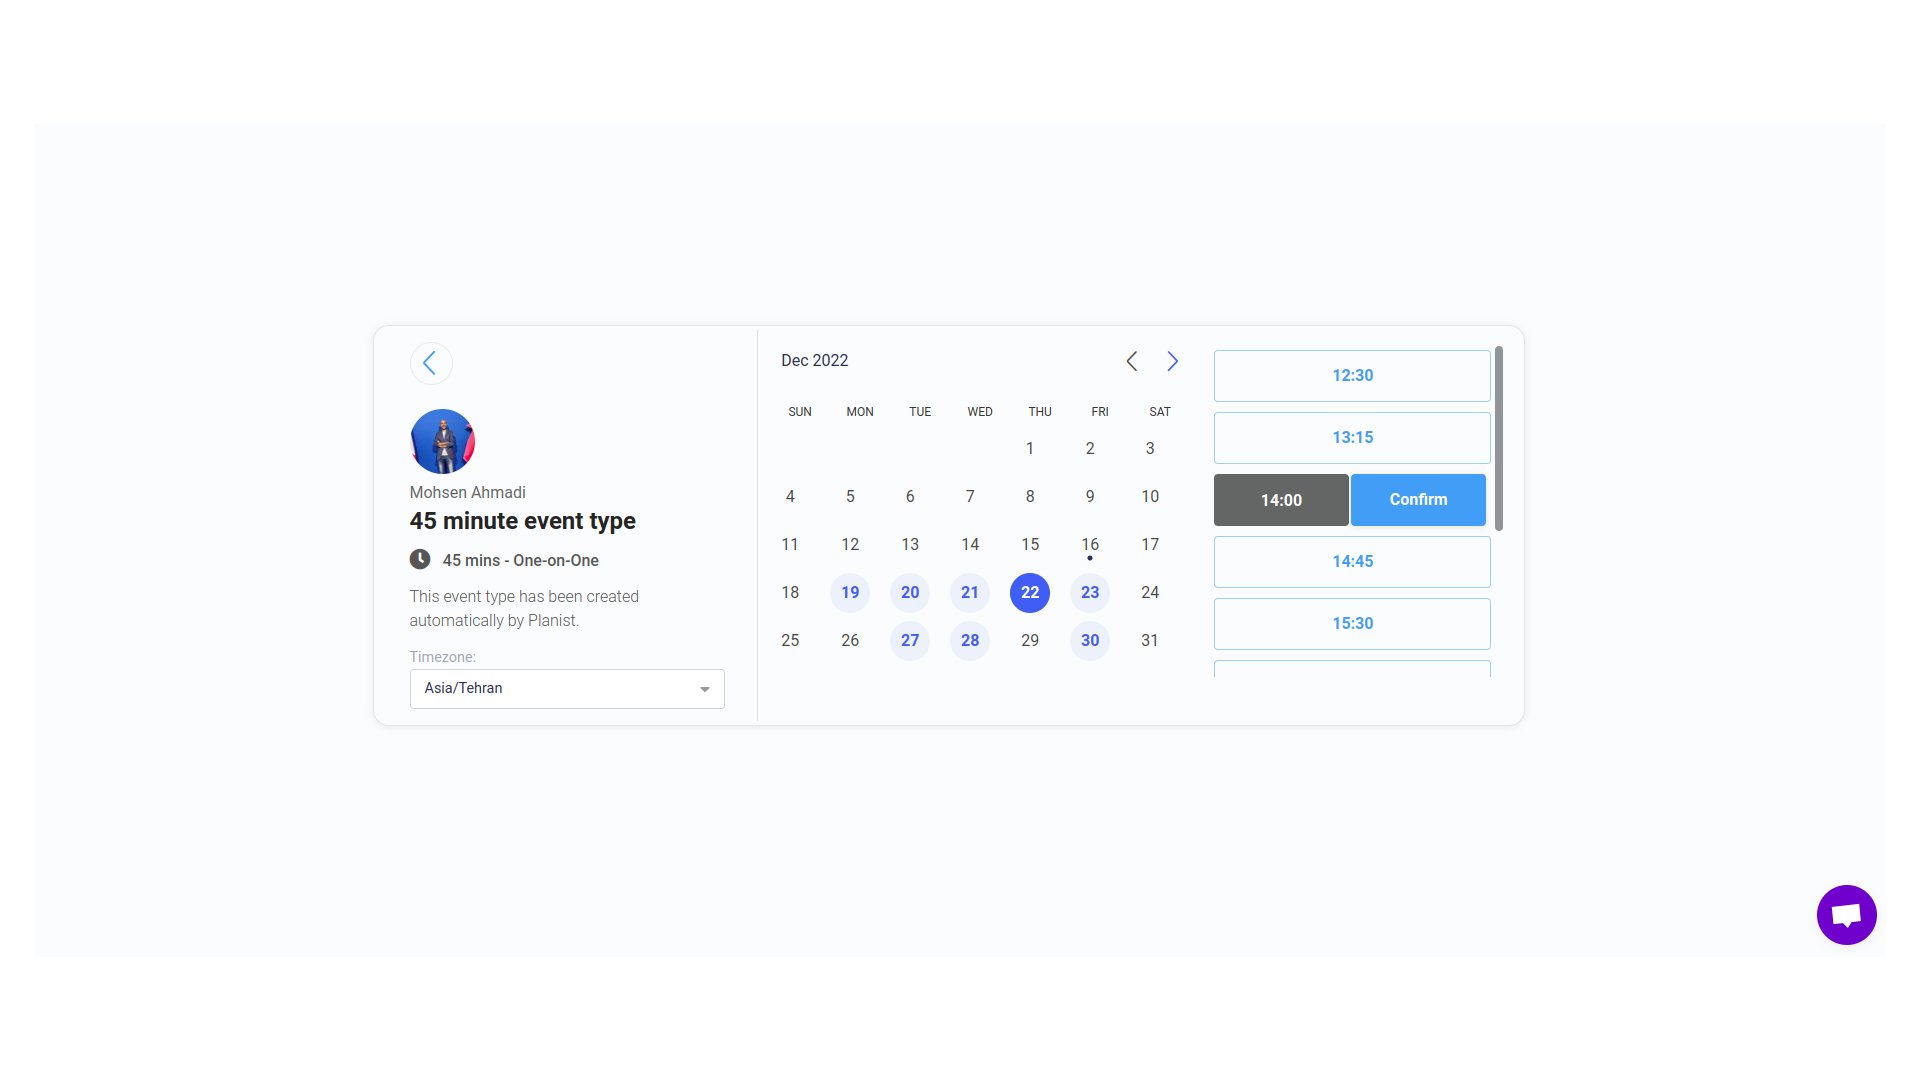 Mohsen Ahmadi
45 minute event type
45 mins - One-on-One
This event type has been created
automatically by Planist.
Timezone:
Asia/Tehran
Dec 2022
SUN MON TUE WED THU FRI SAT
1 2 3
4 5 6 7 8 9 10
11 12 13 14 15 16 17
18 19 20 21 22 23 24
25 26 27 28 29 30 31
12:30
13:15
14:00 Confirm
14:45
15:30